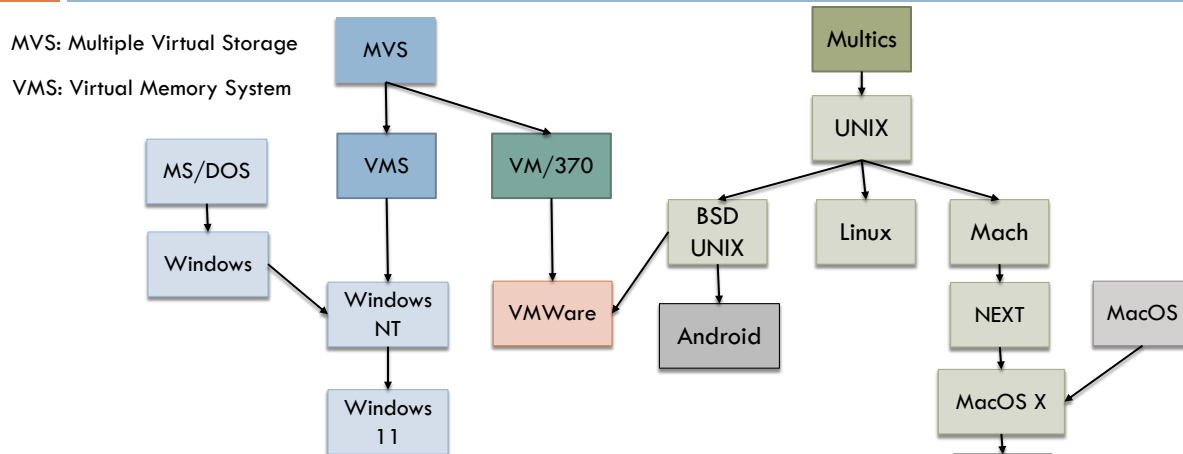 MVS: Multiple Virtual Storage
VMS: Virtual Memory System
MVS
Multics
UNIX
MS/DOS
VMS
VM/370
BSD
UNIX
Linux
Mach
Windows
Windows
NT
VMWare
Android
NEXT
MacOS
MacOS X
Windows
11